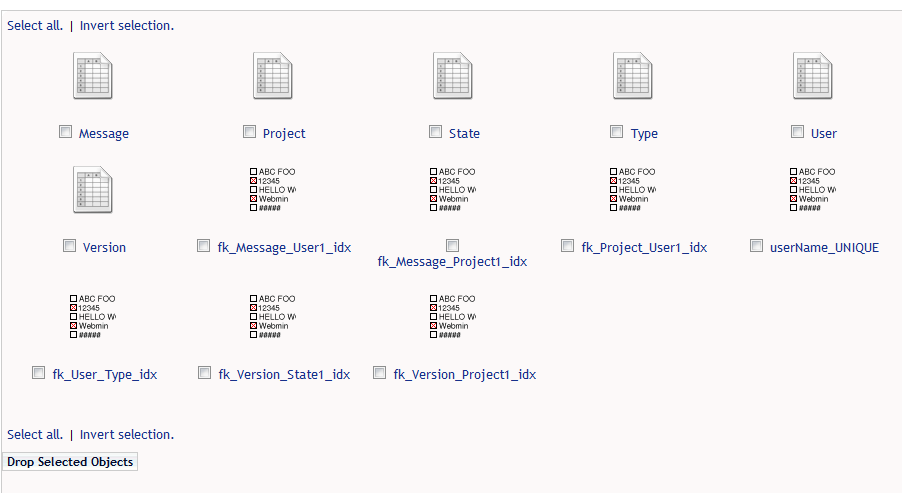 Select all. | Invert selection.
Message Project State Type User
ABC FOO ABC FOO ABC FOO ABC FOO
12345 12345 12345 12345
HELLO W HELLO W HELLO W HELLO W
Webmin Webmin Webmin Webmin
##### ##### ##### #####
Version fk_Message_User1_idx fk_Project_User1_idx userName_UNIQUE
fk_Message_Project1_idx
ABC FOO ABC FOO ABC FOO
12345 12345 12345
HELLO W HELLO W HELLO W
Webmin Webmin Webmin
##### ##### #####
fk_User_Type_idx fk_Version_State1_idx fk_Version_Project1_idx
Select all. | Invert selection.
Drop Selected Objects